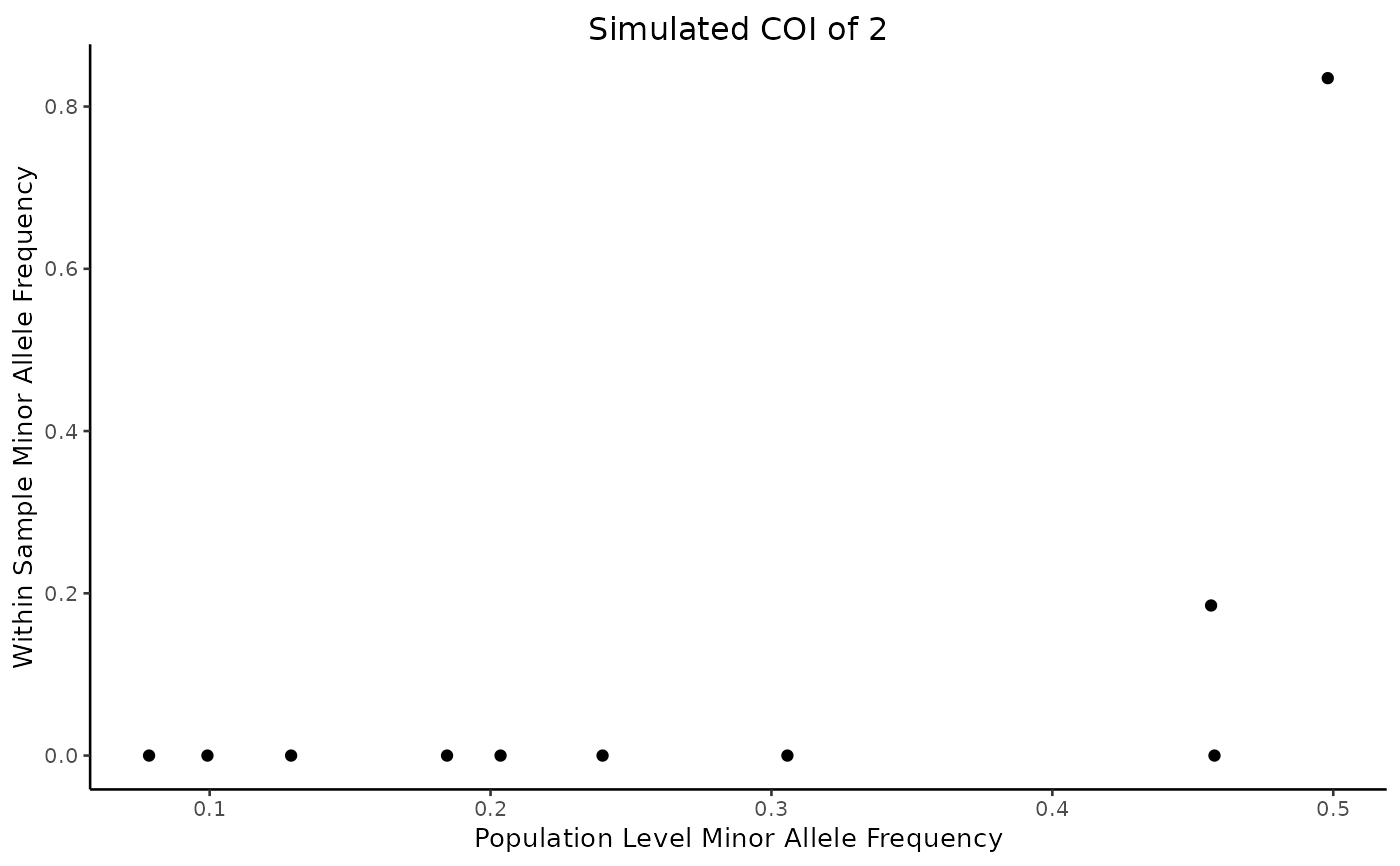 Simulated COI of 2
Within Sample Minor Allele Frequency
0.8
0.6
0.4
0.2
0.0
0.1 0.2 0.3 0.4 0.5
Population Level Minor Allele Frequency